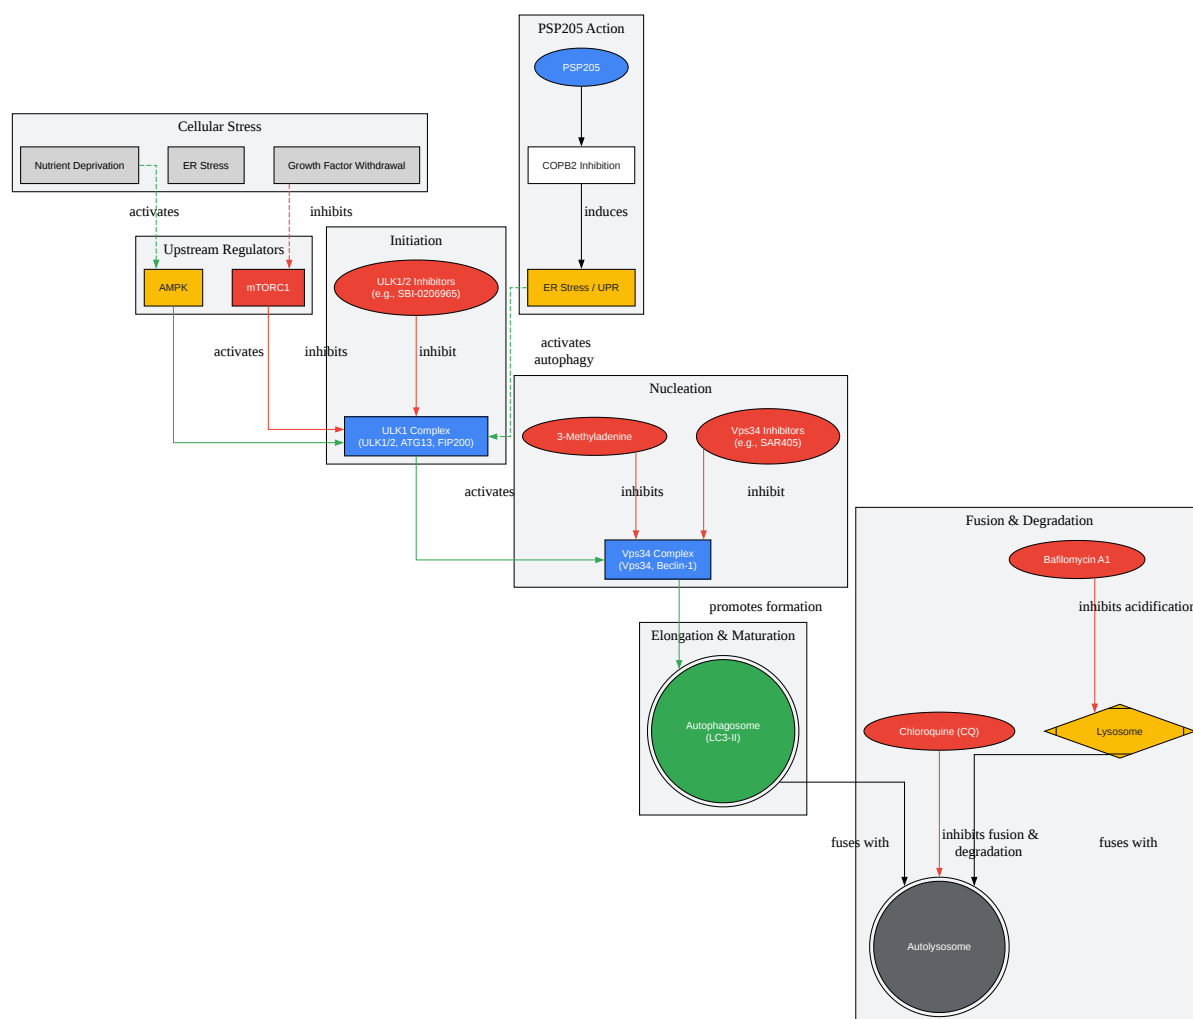 PSP205 Action
PSP205
Cellular Stress
Nutrient Deprivation
ER Stress
Growth Factor Withdrawal
COPB2 Inhibition
activates
inhibits
induces
Upstream Regulators
AMPK
mTORC1
Initiation
ULK1/2 Inhibitors
(e.g., SBI-0206965)
ER Stress / UPR
activates
inhibits
inhibit
activates
autophagy
Nucleation
ULK1 Complex
(ULK1/2, ATG13, FIP200)
3-Methyladenine
Vps34 Inhibitors
(e.g., SAR405)
activates
inhibits
inhibit
Vps34 Complex
(Vps34, Beclin-1)
Fusion & Degradation
Bafilomycin A1
promotes formation
inhibits acidification
Elongation & Maturation
Autophagosome
(LC3-II)
Chloroquine (CQ)
Lysosome
fuses with
inhibits fusion &
degradation
fuses with
Autolysosome